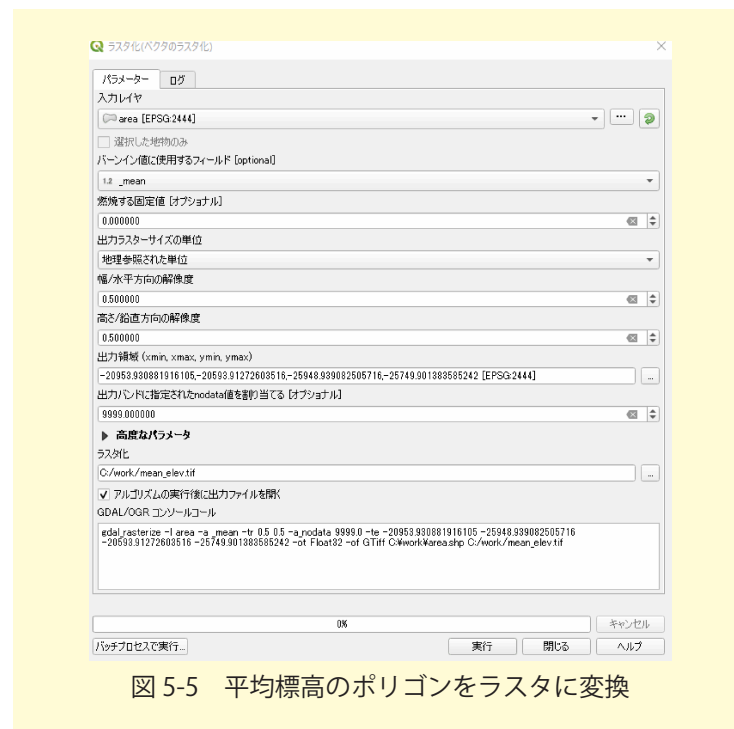 ラスタ化(ベクタのラスタ化)
パラメーター ログ
入力レイヤ
area [EPSG:2444]
選択した地物のみ
バーンイン値に使用するフィールド [optional]
1.2 _mean
燃焼する固定値 [オプショナル]
0.000000
出力ラスターサイズの単位
地理参照された単位
幅/水平方向の解像度
0.500000
高さ/鉛直方向の解像度
0.500000
出力領域 (xmin, xmax, ymin, ymax)
-20953.930881916105,-20593.91272603516,-25948.939082505716,-25749.901383585242 [EPSG:2444]
出力バンドに指定されたnodata値を割り当てる [オプショナル]
9999.000000
高度なパラメータ
ラスタ化
C:/work/mean_elev.tif
アルゴリズムの実行後に出力ファイルを開く
GDAL/OGR コンソールコール
gdal_rasterize -l area -a _mean -tr 0.5 0.5 -a_nodata 9999.0 -te -20953.930881916105 -25948.939082505716
-20593.91272603516 -25749.901383585242 -ot Float32 -of GTiff C:¥work¥area.shp C:/work/mean_elev.tif
0%
キャンセル
バッチプロセスで実行... 実行 閉じる ヘルプ
図 5-5 平均標高のポリゴンをラスタに変換